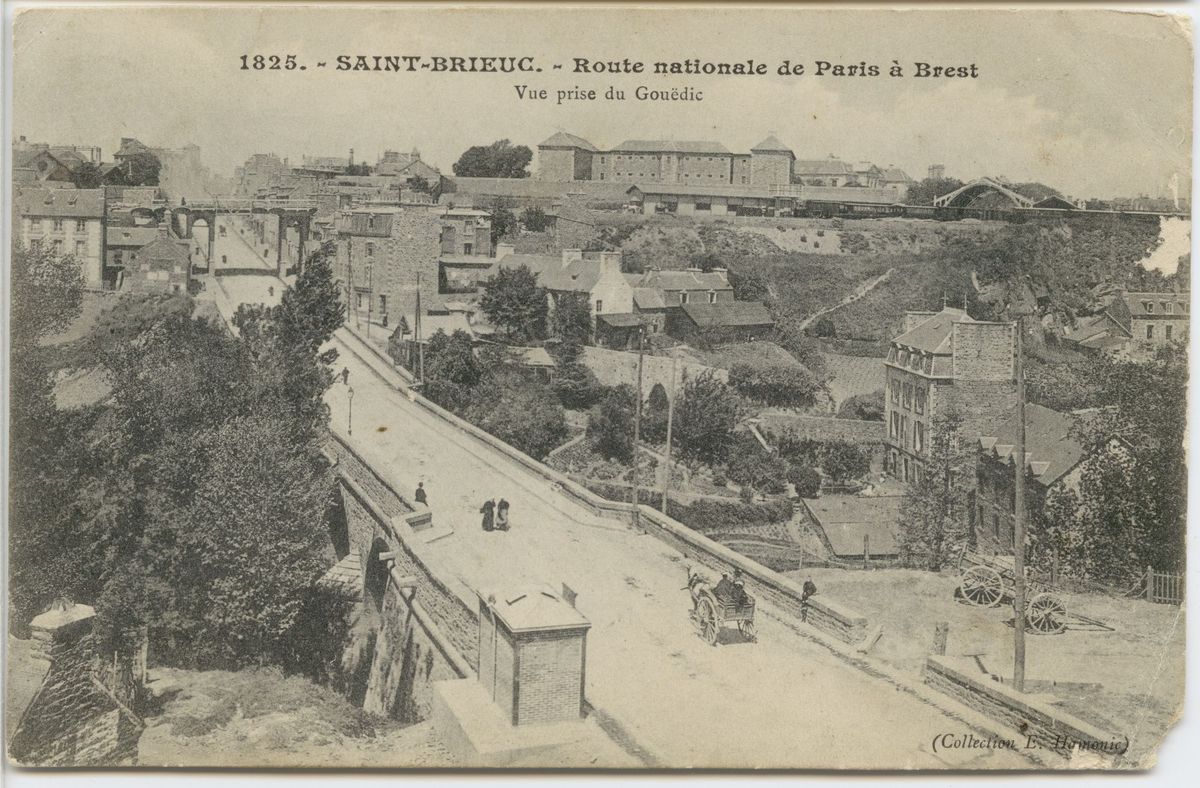 1825. - SAINT-BRIEUC. - Route nationale de Paris à Brest
Vue prise du Gouëdic
(Collection E. Hamonic)